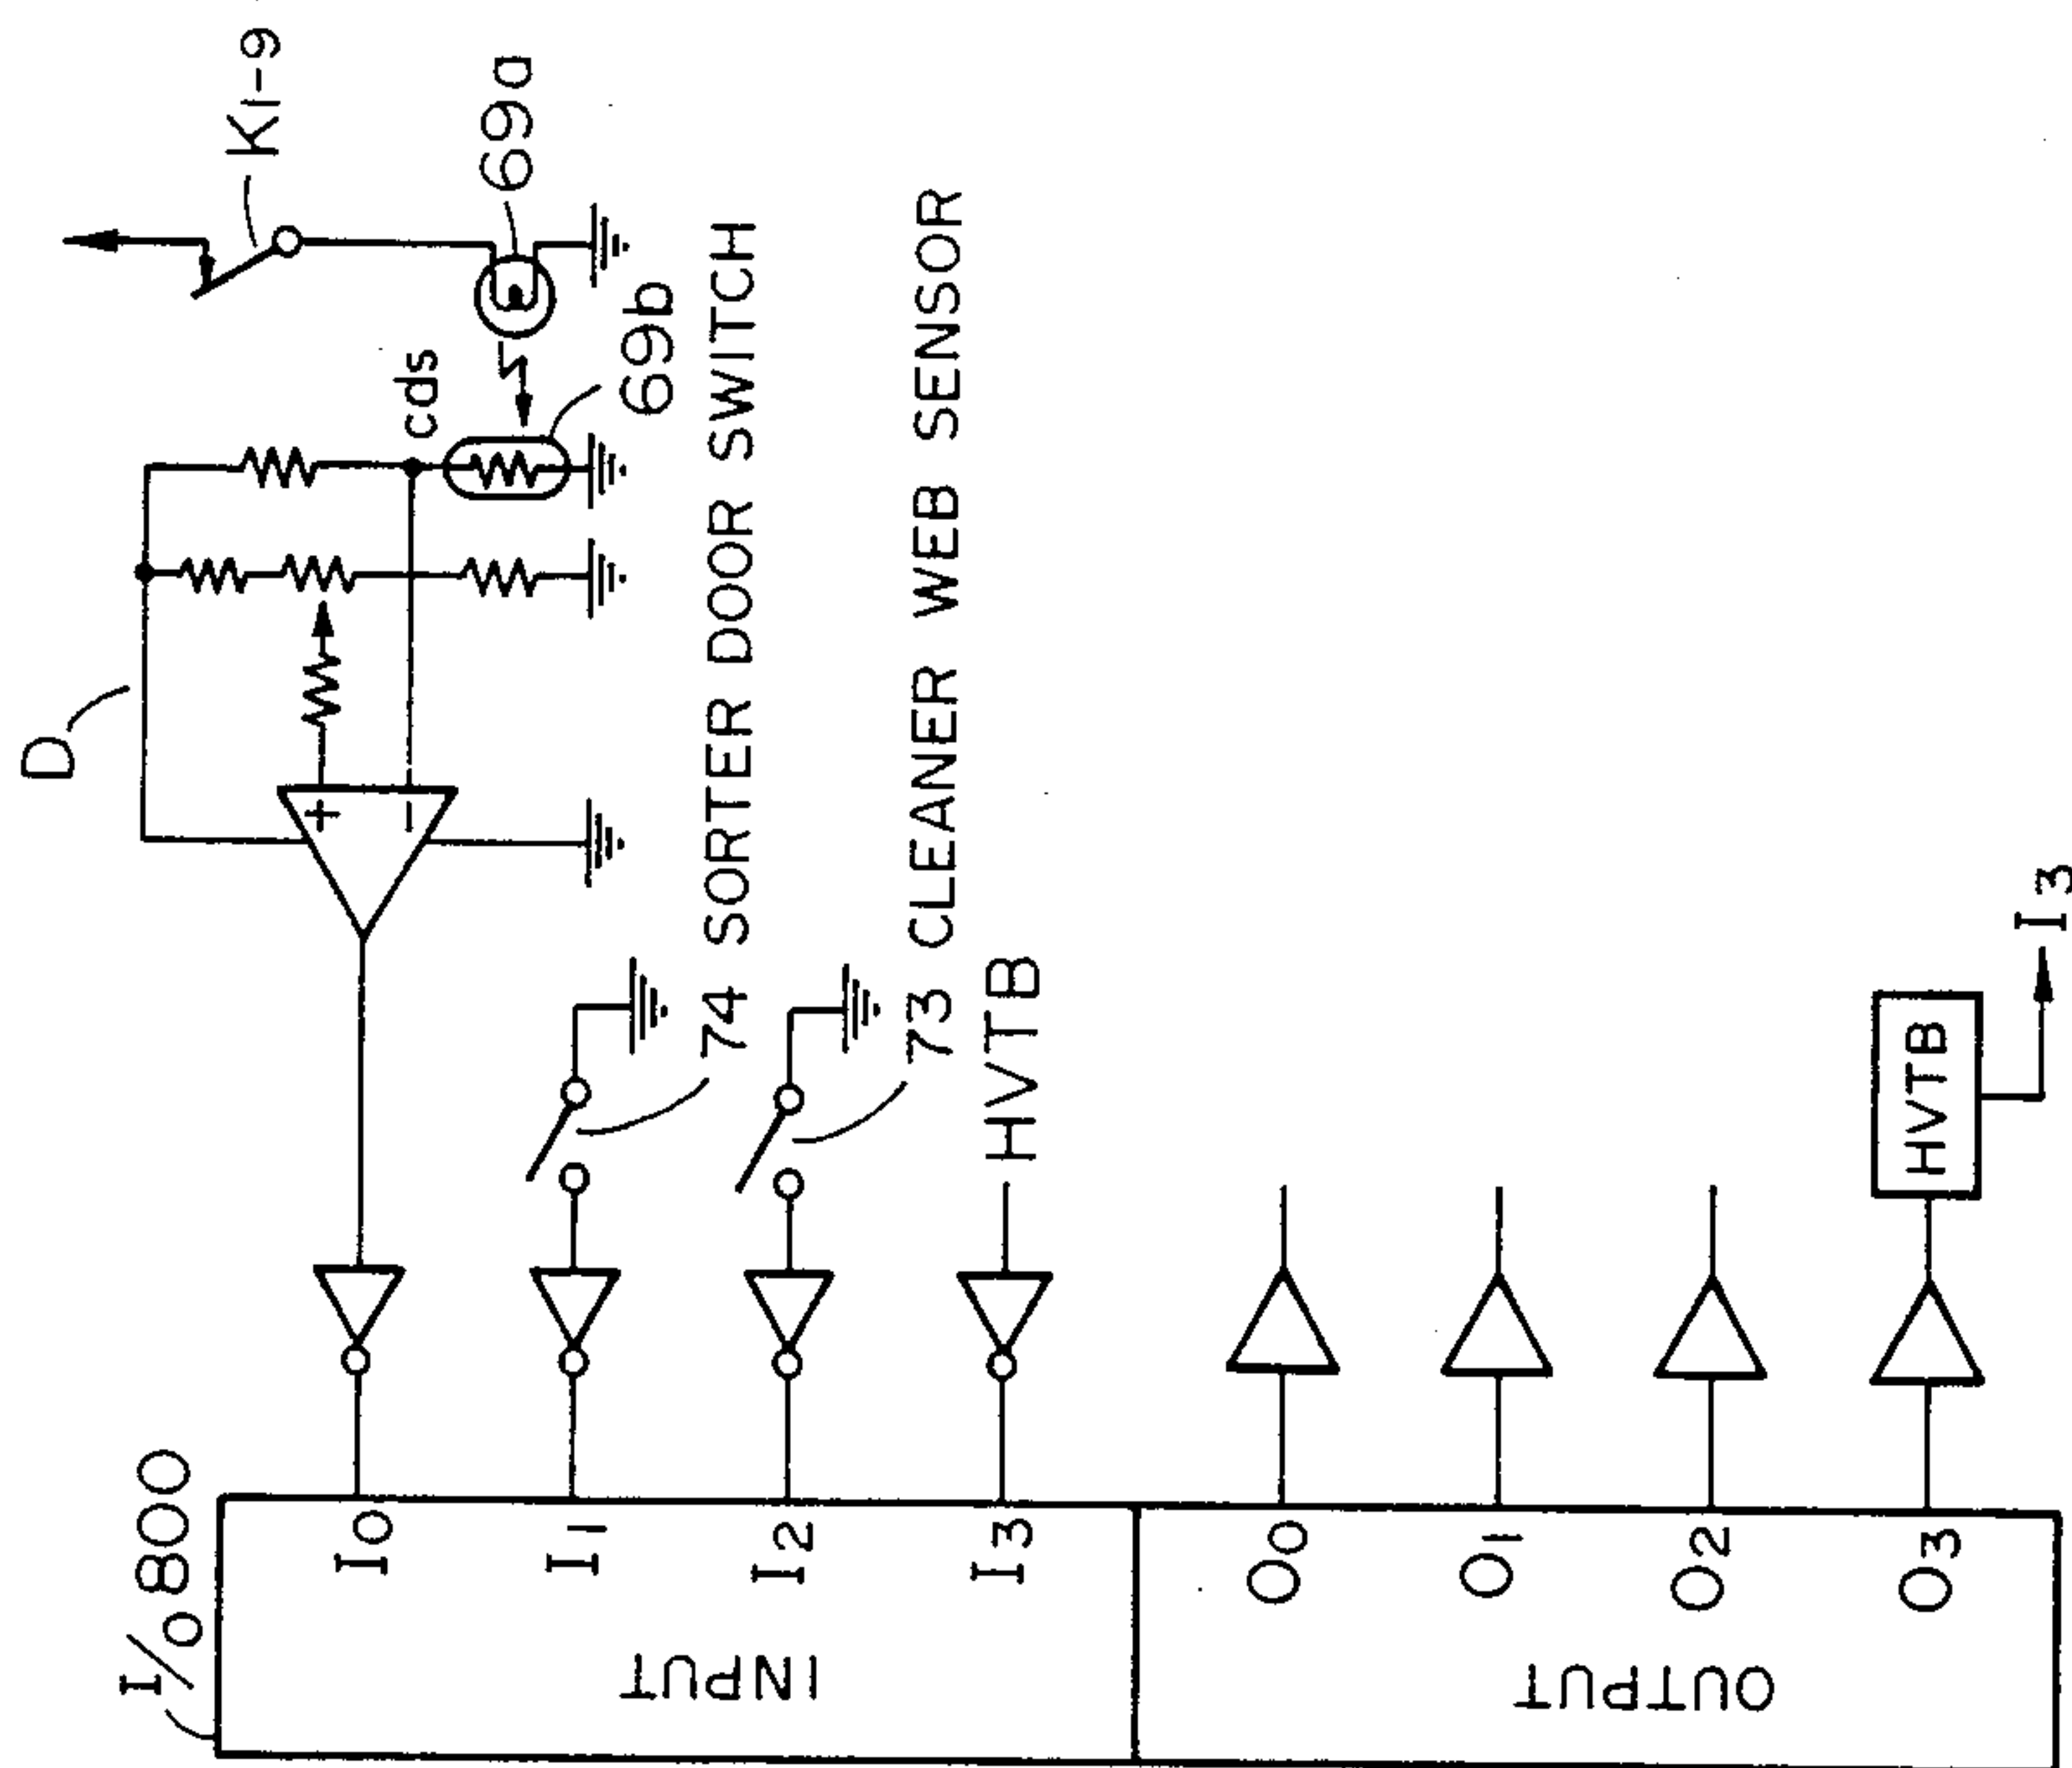 D
K1-9
69a
cds
69b
+
−
74 SORTER DOOR SWITCH
73 CLEANER WEB SENSOR
HVTB
I/O 800
I0
I1
I2
I3
INPUT
O0
O1
O2
O3
OUTPUT
HVTB
I3